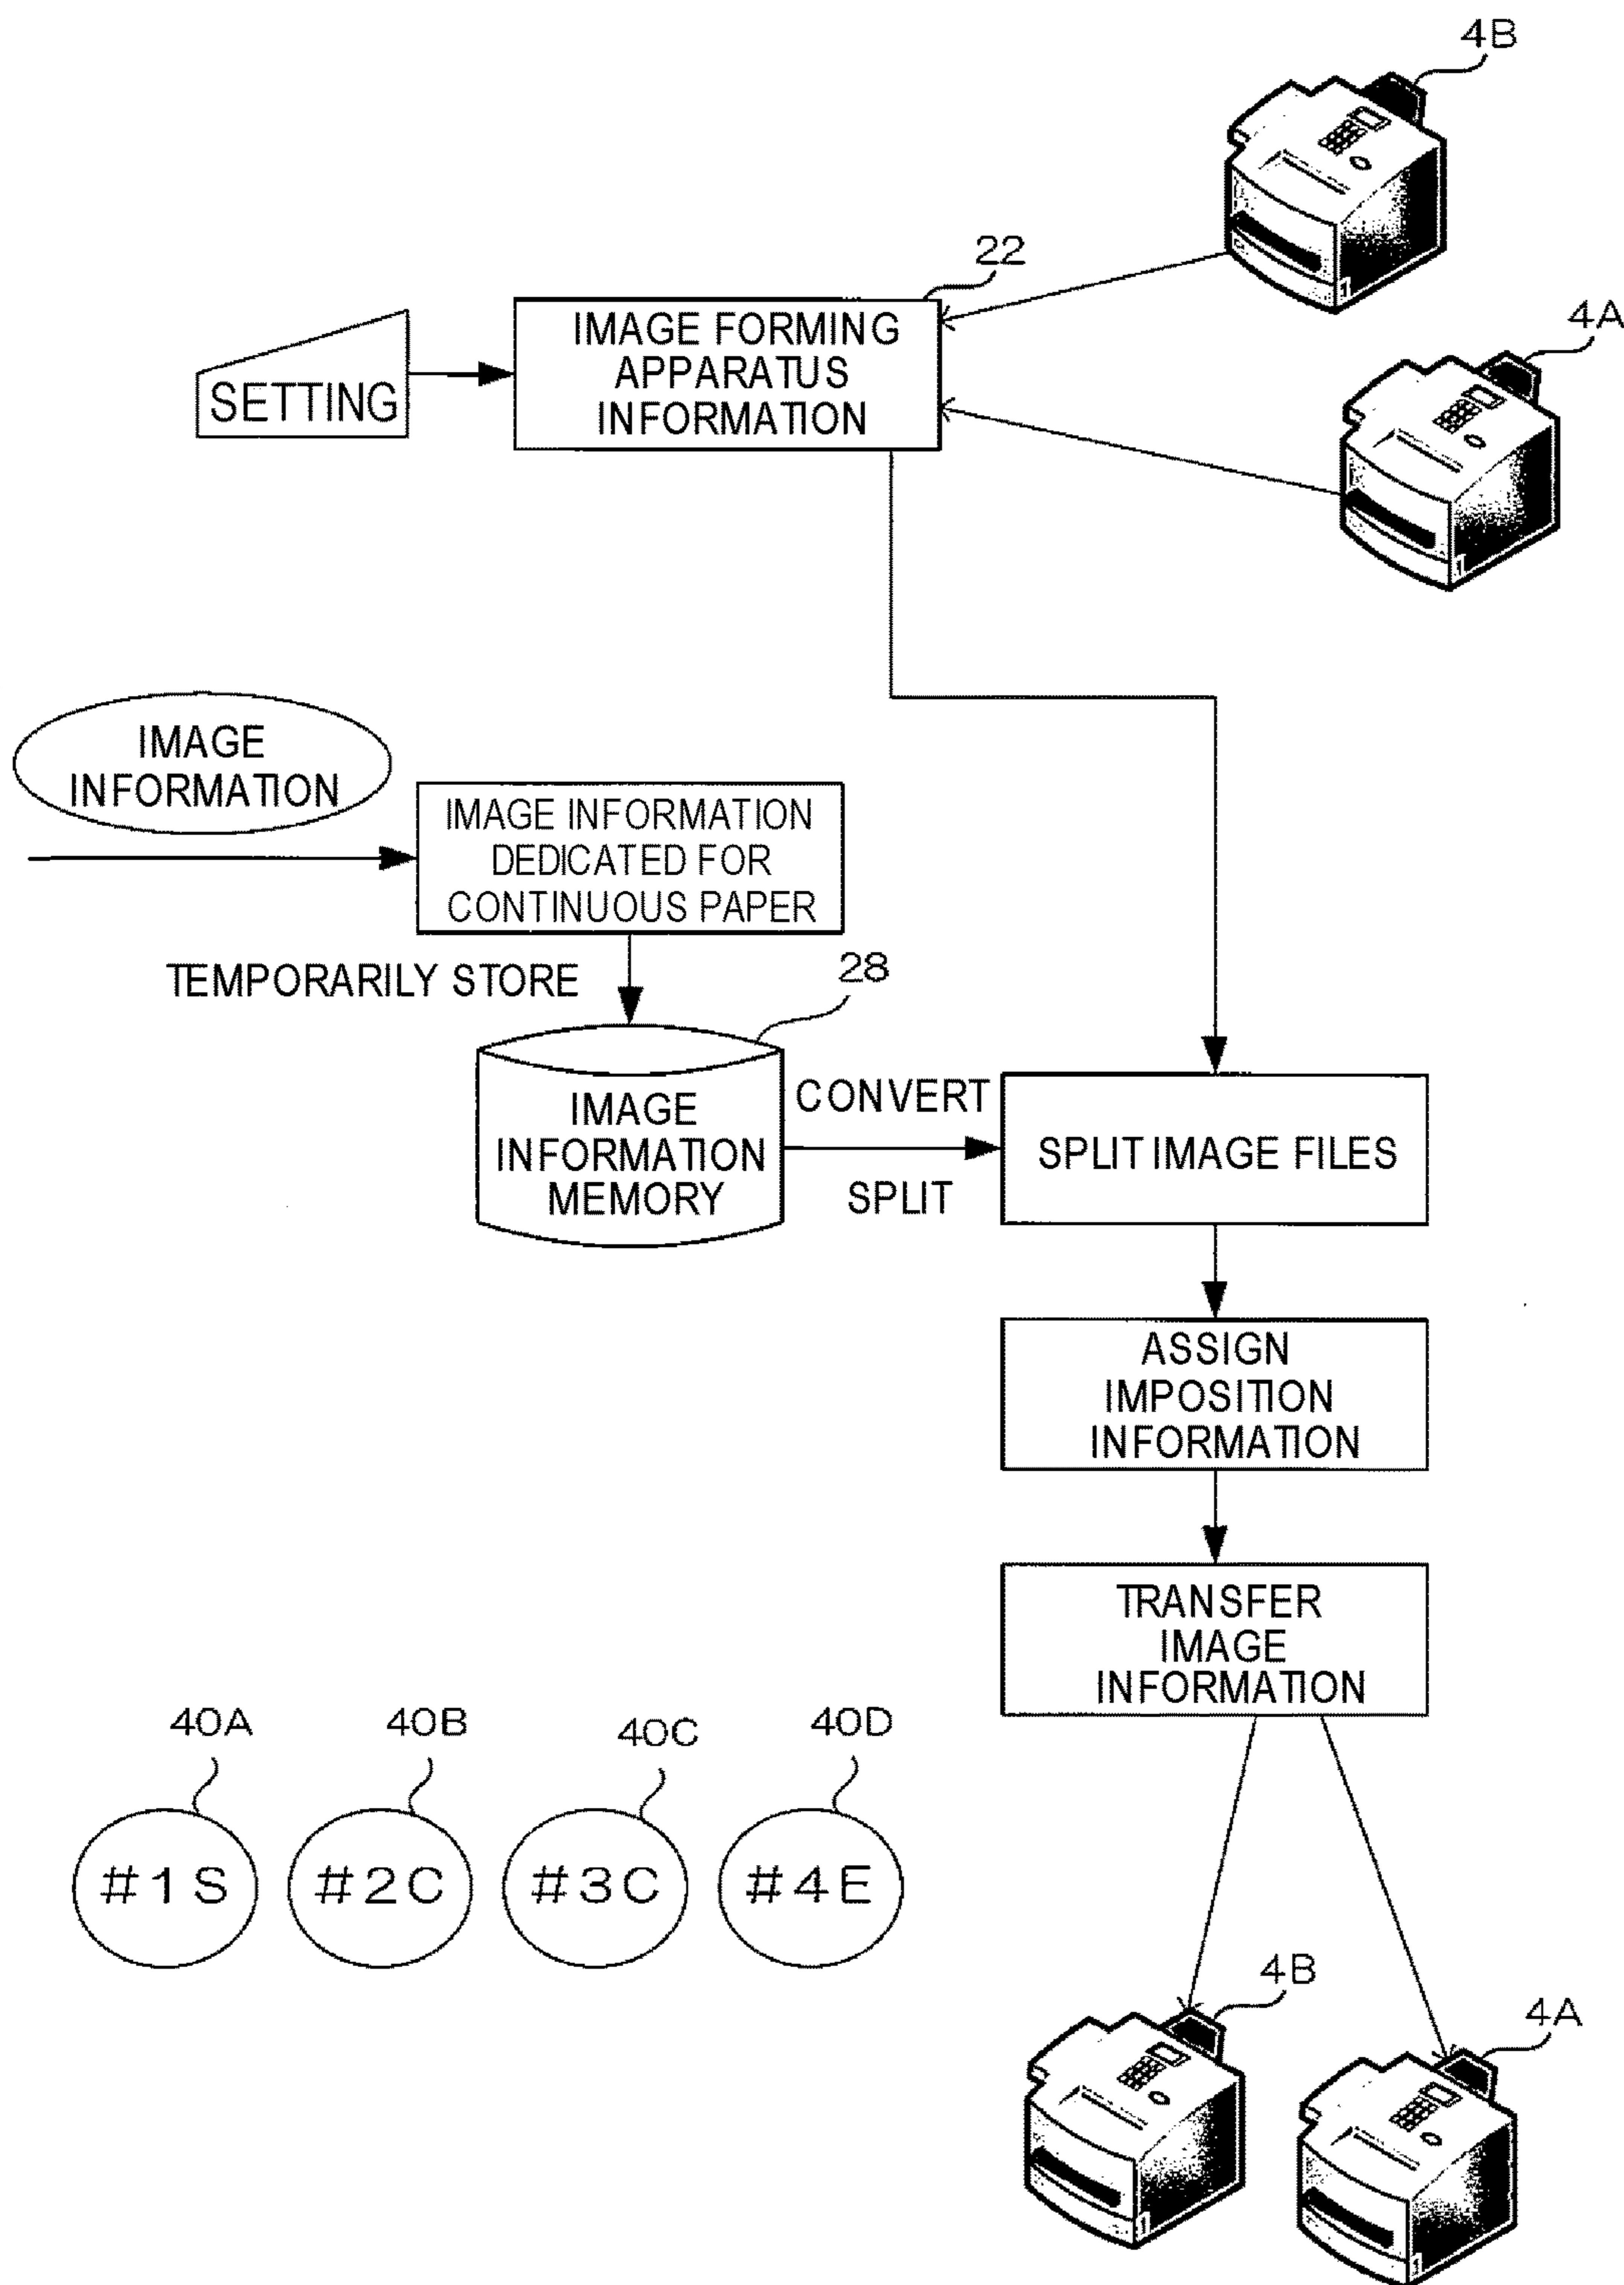 4B
22
4A
IMAGE FORMING
APPARATUS
INFORMATION
SETTING
IMAGE
INFORMATION
IMAGE INFORMATION
DEDICATED FOR
CONTINUOUS PAPER
TEMPORARILY STORE
28
IMAGE
INFORMATION
MEMORY
CONVERT
SPLIT
SPLIT IMAGE FILES
ASSIGN
IMPOSITION
INFORMATION
TRANSFER
IMAGE
INFORMATION
40A
40B
40C
40D
#1S
#2C
#3C
#4E
4B
4A